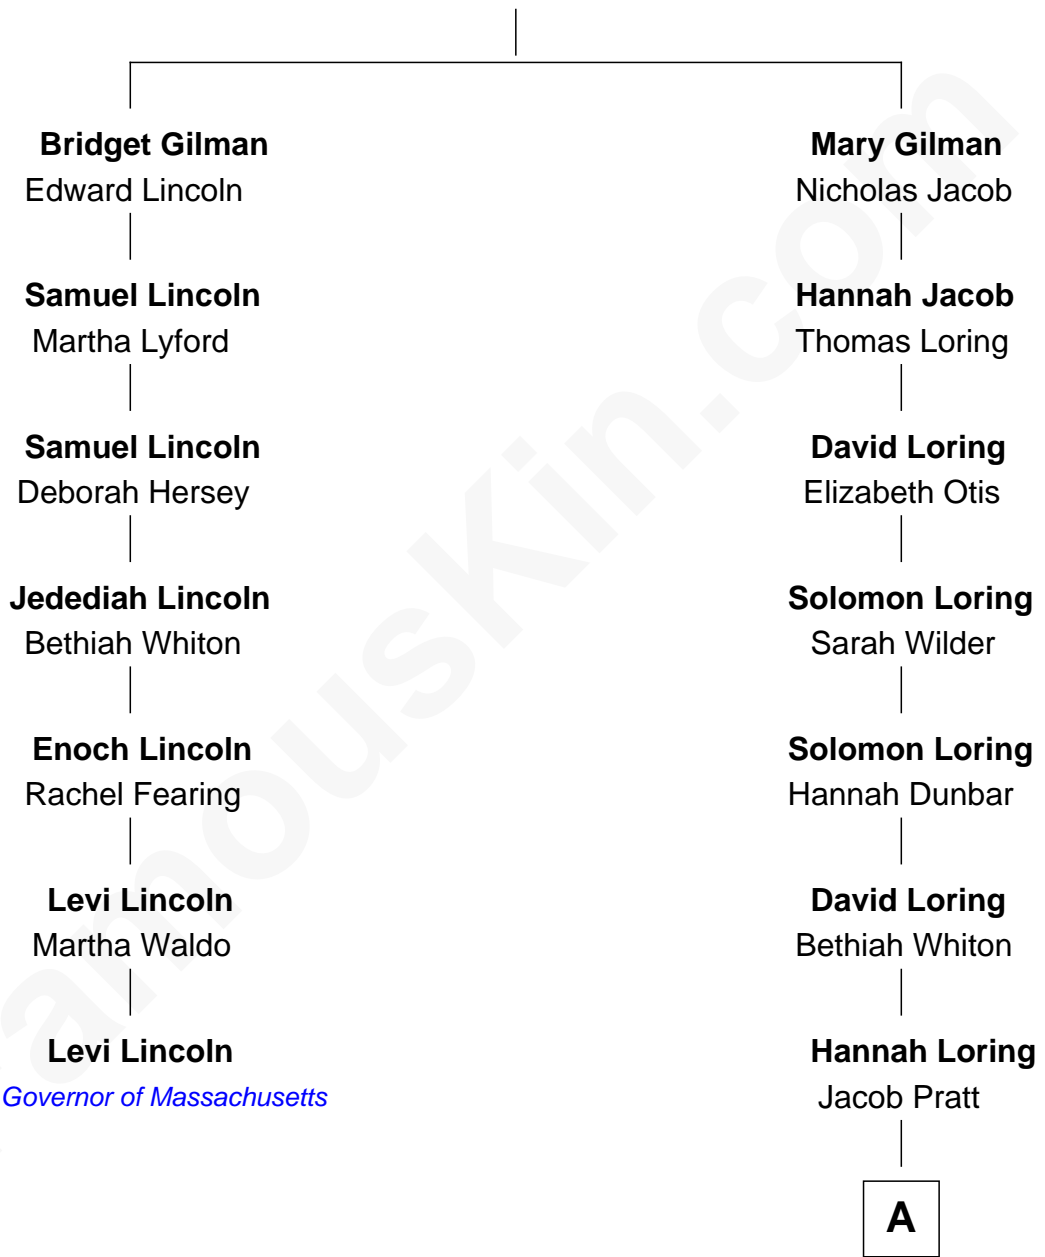 Bridget Gilman
Edward Lincoln
Samuel Lincoln
Martha Lyford
Samuel Lincoln
Deborah Hersey
Jedediah Lincoln
Bethiah Whiton
Enoch Lincoln
Rachel Fearing
Levi Lincoln
Martha Waldo
Levi Lincoln
Governor of Massachusetts
Mary Gilman
Nicholas Jacob
Hannah Jacob
Thomas Loring
David Loring
Elizabeth Otis
Solomon Loring
Sarah Wilder
Solomon Loring
Hannah Dunbar
David Loring
Bethiah Whiton
Hannah Loring
Jacob Pratt
A
amousKin.com